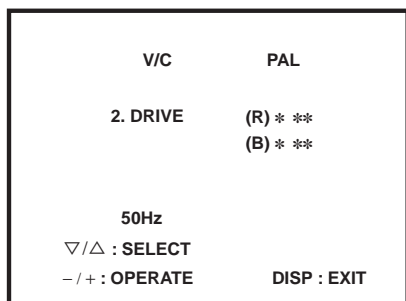 V/C PAL
2. DRIVE (R) * **
(B) * **
50Hz
▽/△ : SELECT
– / + : OPERATE DISP : EXIT